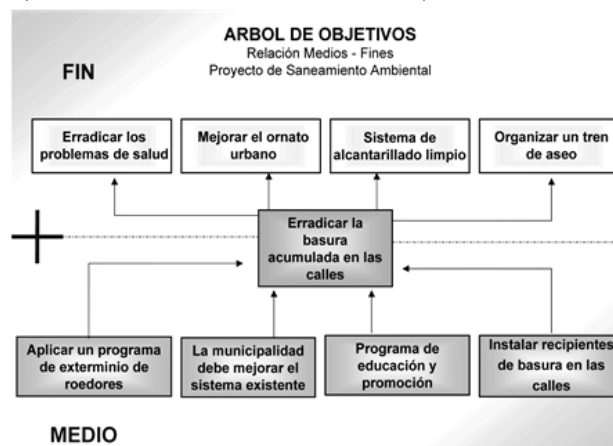 ARBOL DE OBJETIVOS
Relación Medios - Fines
Proyecto de Saneamiento Ambiental
FIN
Erradicar los
problemas de salud
Mejorar el ornato
urbano
Sistema de
alcantarillado limpio
Organizar un tren
de aseo
Erradicar la
basura
acumulada en las
calles
Aplicar un programa
de exterminio de
roedores
La municipalidad
debe mejorar el
sistema existente
Programa de
educación y
promoción
Instalar recipientes
de basura en las
calles
MEDIO